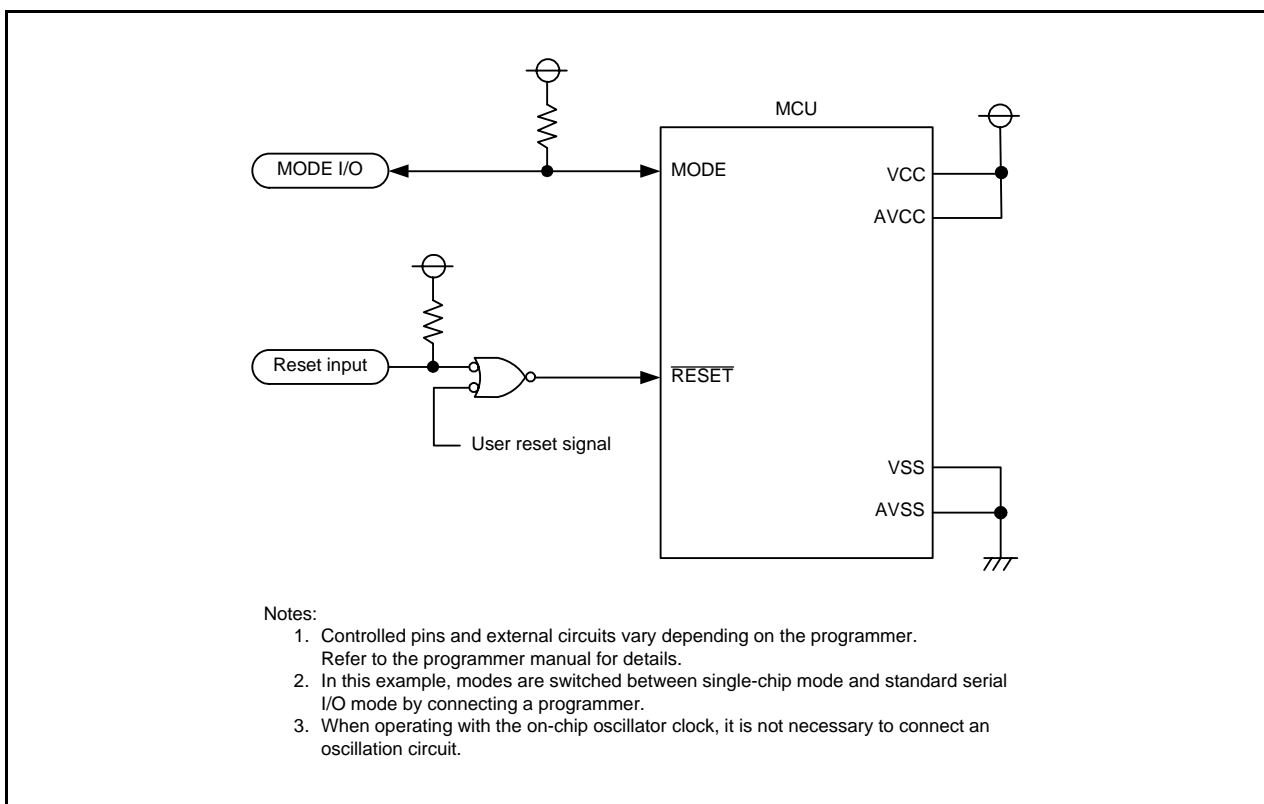 MCU
MODE I/O
MODE
VCC
AVCC
Reset input
RESET
User reset signal
VSS
AVSS
Notes:
1. Controlled pins and external circuits vary depending on the programmer.
Refer to the programmer manual for details.
2. In this example, modes are switched between single-chip mode and standard serial
I/O mode by connecting a programmer.
3. When operating with the on-chip oscillator clock, it is not necessary to connect an
oscillation circuit.